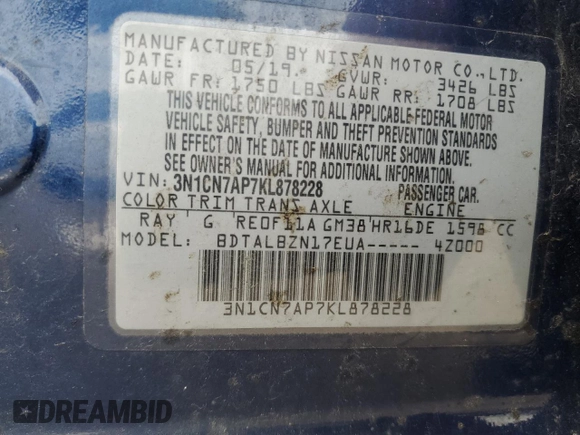 MANUFACTURED BY NISSAN MOTOR CO.,LTD.
DATE: 05/19 GVWR: 3426 LBS
GAWR FR: 1750 LBS GAWR RR: 1708 LBS
THIS VEHICLE CONFORMS TO ALL APPLICABLE FEDERAL MOTOR
VEHICLE SAFETY, BUMPER AND THEFT PREVENTION STANDARDS
IN EFFECT ON THE DATE OF MANUFACTURE SHOWN ABOVE.
SEE OWNER'S MANUAL FOR ADDITIONAL INFORMATION.
VIN: 3N1CN7AP7KL878228 PASSENGER CAR.
COLOR TRIM TRANS AXLE ENGINE
RAY G RE0F11A GM38 HR16DE 1598 CC
MODEL: BDTALBZN17EUA----- 4Z000
3N1CN7AP7KL878228
DREAMBID